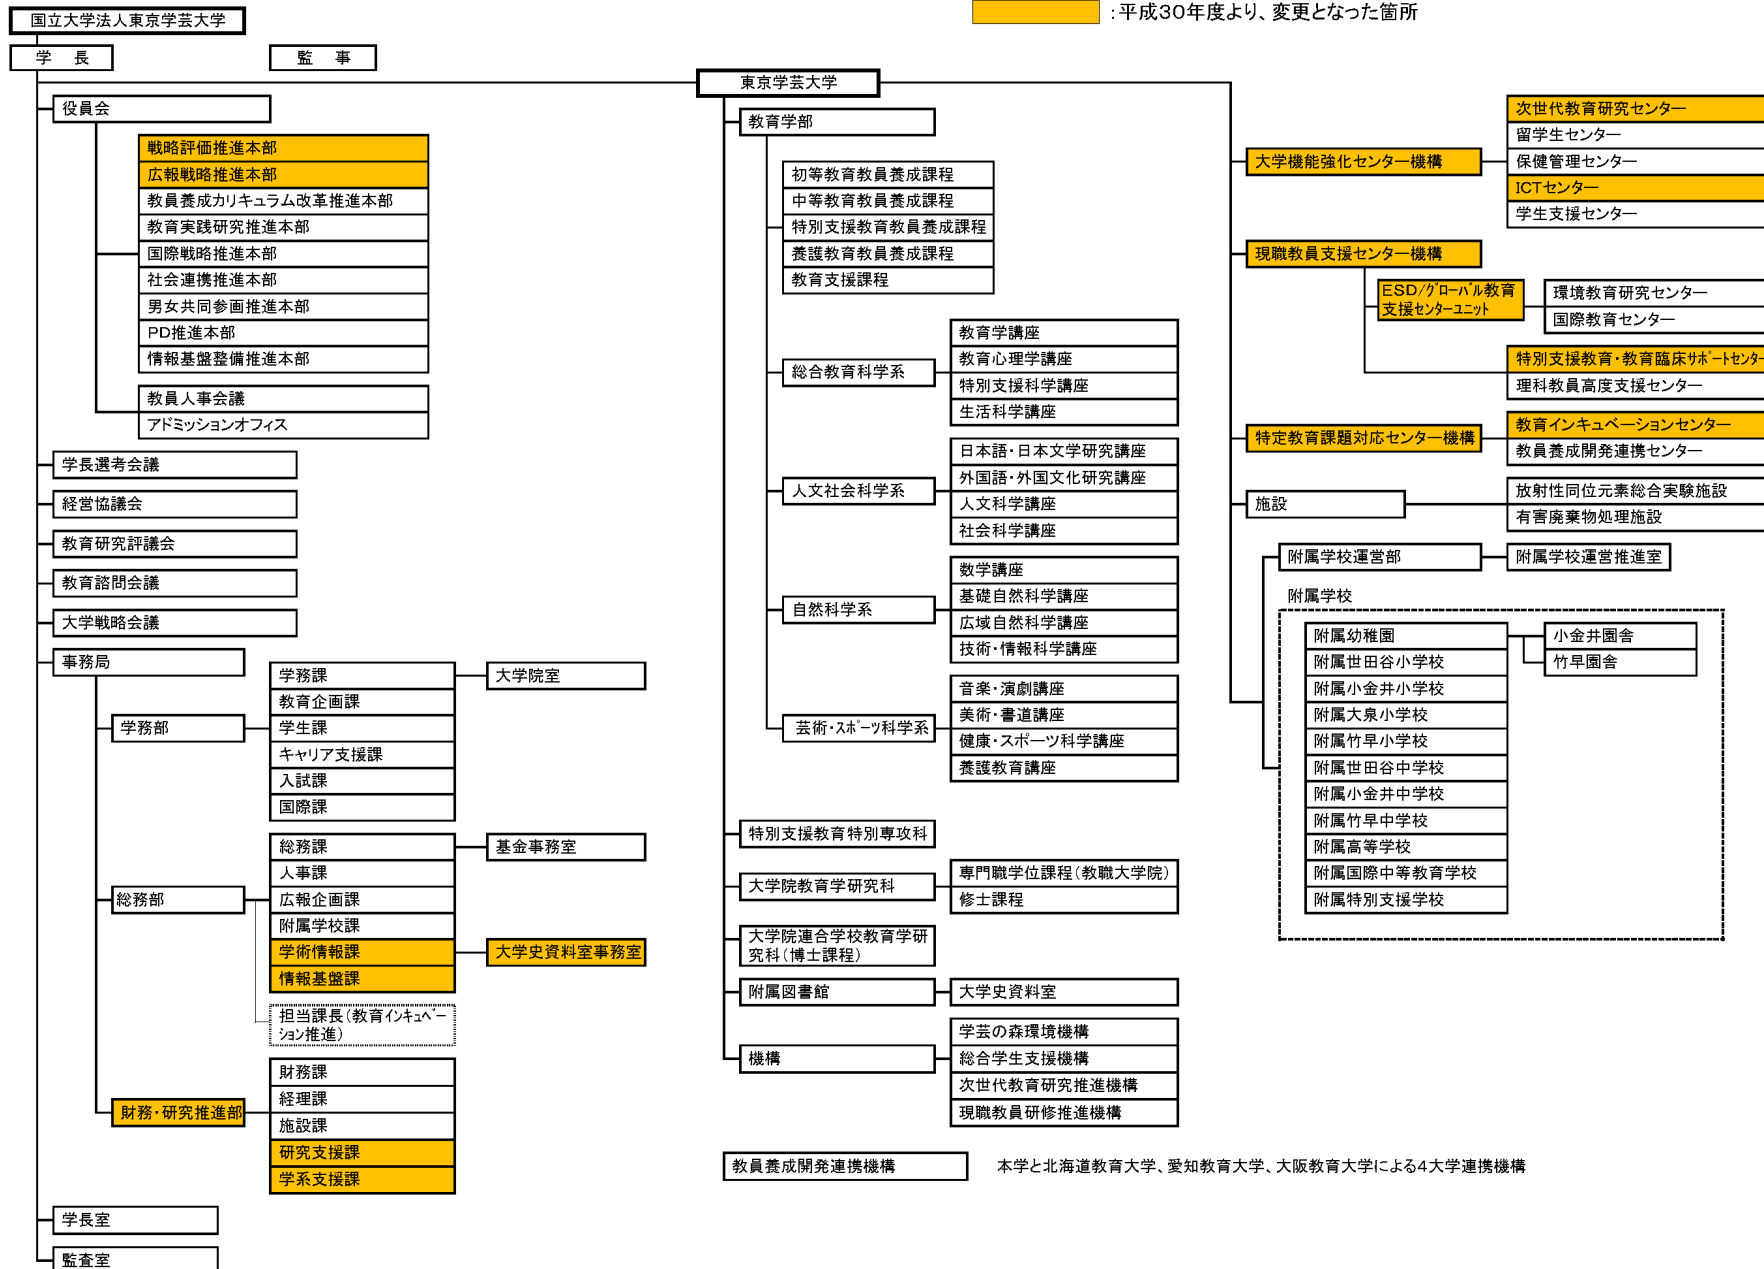 国立大学法人東京学芸大学
:平成30年度より、変更となった箇所
学 長
監 事
東京学芸大学
役員会
戦略評価推進本部
広報戦略推進本部
教員養成カリキュラム改革推進本部
教育実践研究推進本部
国際戦略推進本部
社会連携推進本部
男女共同参画推進本部
PD推進本部
情報基盤整備推進本部
教員人事会議
アドミッションオフィス
学長選考会議
経営協議会
教育研究評議会
教育諮問会議
大学戦略会議
事務局
学務部
学務課
大学院室
教育企画課
学生課
キャリア支援課
入試課
国際課
総務部
総務課
基金事務室
人事課
広報企画課
附属学校課
学術情報課
大学史資料室事務室
情報基盤課
担当課長(教育インキュベー
ション推進)
財務・研究推進部
財務課
経理課
施設課
研究支援課
学系支援課
学長室
監査室
教育学部
初等教育教員養成課程
中等教育教員養成課程
特別支援教育教員養成課程
養護教育教員養成課程
教育支援課程
総合教育科学系
教育学講座
教育心理学講座
特別支援科学講座
生活科学講座
人文社会科学系
日本語・日本文学研究講座
外国語・外国文化研究講座
人文科学講座
社会科学講座
自然科学系
数学講座
基礎自然科学講座
広域自然科学講座
技術・情報科学講座
芸術・スポーツ科学系
音楽・演劇講座
美術・書道講座
健康・スポーツ科学講座
養護教育講座
特別支援教育特別専攻科
大学院教育学研究科
専門職学位課程(教職大学院)
修士課程
大学院連合学校教育学研
究科(博士課程)
附属図書館
大学史資料室
機構
学芸の森環境機構
総合学生支援機構
次世代教育研究推進機構
現職教員研修推進機構
教員養成開発連携機構
本学と北海道教育大学、愛知教育大学、大阪教育大学による4大学連携機構
大学機能強化センター機構
次世代教育研究センター
留学生センター
保健管理センター
ICTセンター
学生支援センター
現職教員支援センター機構
ESD/グローバル教育
支援センターユニット
環境教育研究センター
国際教育センター
特別支援教育・教育臨床サポートセンター
理科教員高度支援センター
特定教育課題対応センター機構
教育インキュベーションセンター
教員養成開発連携センター
施設
放射性同位元素総合実験施設
有害廃棄物処理施設
附属学校運営部
附属学校運営推進室
附属学校
附属幼稚園
小金井園舎
竹早園舎
附属世田谷小学校
附属小金井小学校
附属大泉小学校
附属竹早小学校
附属世田谷中学校
附属小金井中学校
附属竹早中学校
附属高等学校
附属国際中等教育学校
附属特別支援学校